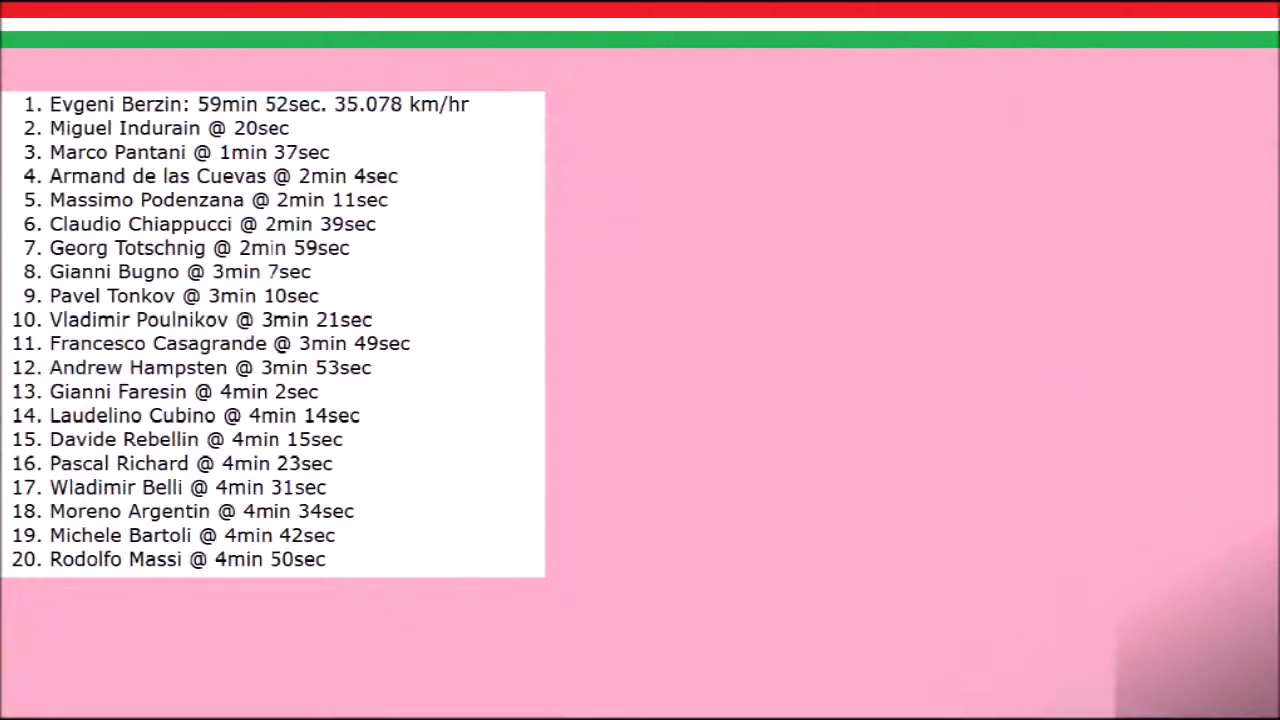 1. Evgeni Berzin: 59min 52sec. 35.078 km/hr
2. Miguel Indurain @ 20sec
3. Marco Pantani @ 1min 37sec
4. Armand de las Cuevas @ 2min 4sec
5. Massimo Podenzana @ 2min 11sec
6. Claudio Chiappucci @ 2min 39sec
7. Georg Totschnig @ 2min 59sec
8. Gianni Bugno @ 3min 7sec
9. Pavel Tonkov @ 3min 10sec
10. Vladimir Poulnikov @ 3min 21sec
11. Francesco Casagrande @ 3min 49sec
12. Andrew Hampsten @ 3min 53sec
13. Gianni Faresin @ 4min 2sec
14. Laudelino Cubino @ 4min 14sec
15. Davide Rebellin @ 4min 15sec
16. Pascal Richard @ 4min 23sec
17. Wladimir Belli @ 4min 31sec
18. Moreno Argentin @ 4min 34sec
19. Michele Bartoli @ 4min 42sec
20. Rodolfo Massi @ 4min 50sec